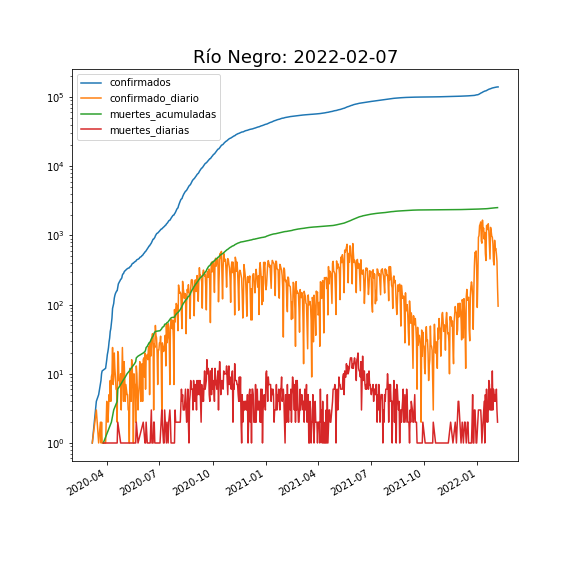 Río Negro: 2022-02-07
confirmados
confirmado_diario
muertes_acumuladas
muertes_diarias
10⁵
10⁴
10³
10²
10¹
10⁰
2020-04
2020-07
2020-10
2021-01
2021-04
2021-07
2021-10
2022-01